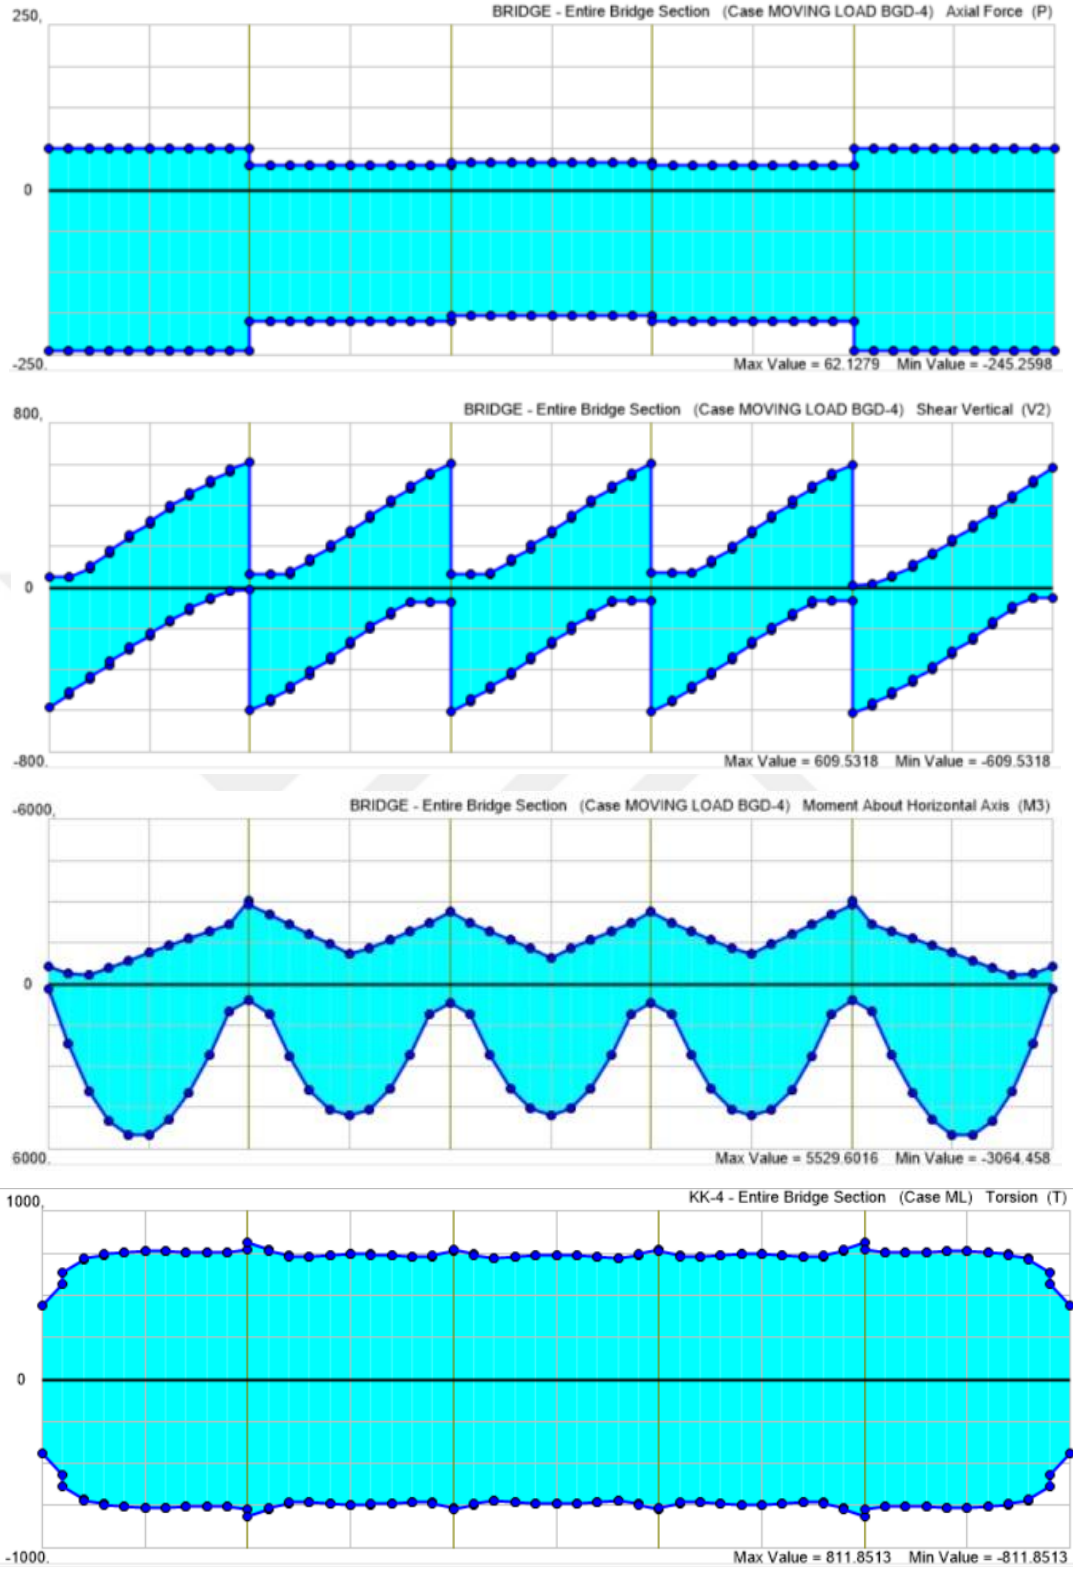 BRIDGE - Entire Bridge Section (Case MOVING LOAD BGD-4) Axial Force (P)
250,
0
-250.
Max Value = 62.1279 Min Value = -245.2598
BRIDGE - Entire Bridge Section (Case MOVING LOAD BGD-4) Shear Vertical (V2)
800,
0
-800.
Max Value = 609.5318 Min Value = -609.5318
BRIDGE - Entire Bridge Section (Case MOVING LOAD BGD-4) Moment About Horizontal Axis (M3)
-6000,
0
6000.
Max Value = 5529.6016 Min Value = -3064.458
KK-4 - Entire Bridge Section (Case ML) Torsion (T)
1000,
0
-1000.
Max Value = 811.8513 Min Value = -811.8513